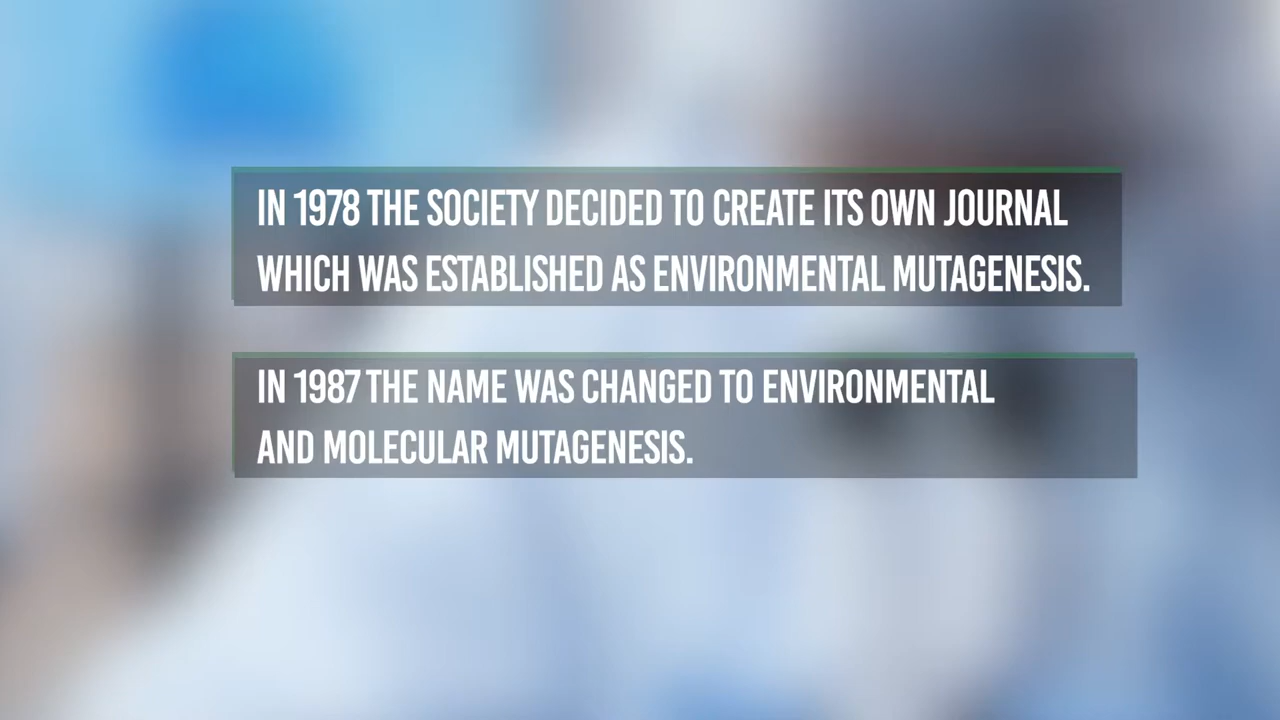 IN 1978 THE SOCIETY DECIDED TO CREATE ITS OWN JOURNAL
WHICH WAS ESTABLISHED AS ENVIRONMENTAL MUTAGENESIS.
IN 1987 THE NAME WAS CHANGED TO ENVIRONMENTAL
AND MOLECULAR MUTAGENESIS.